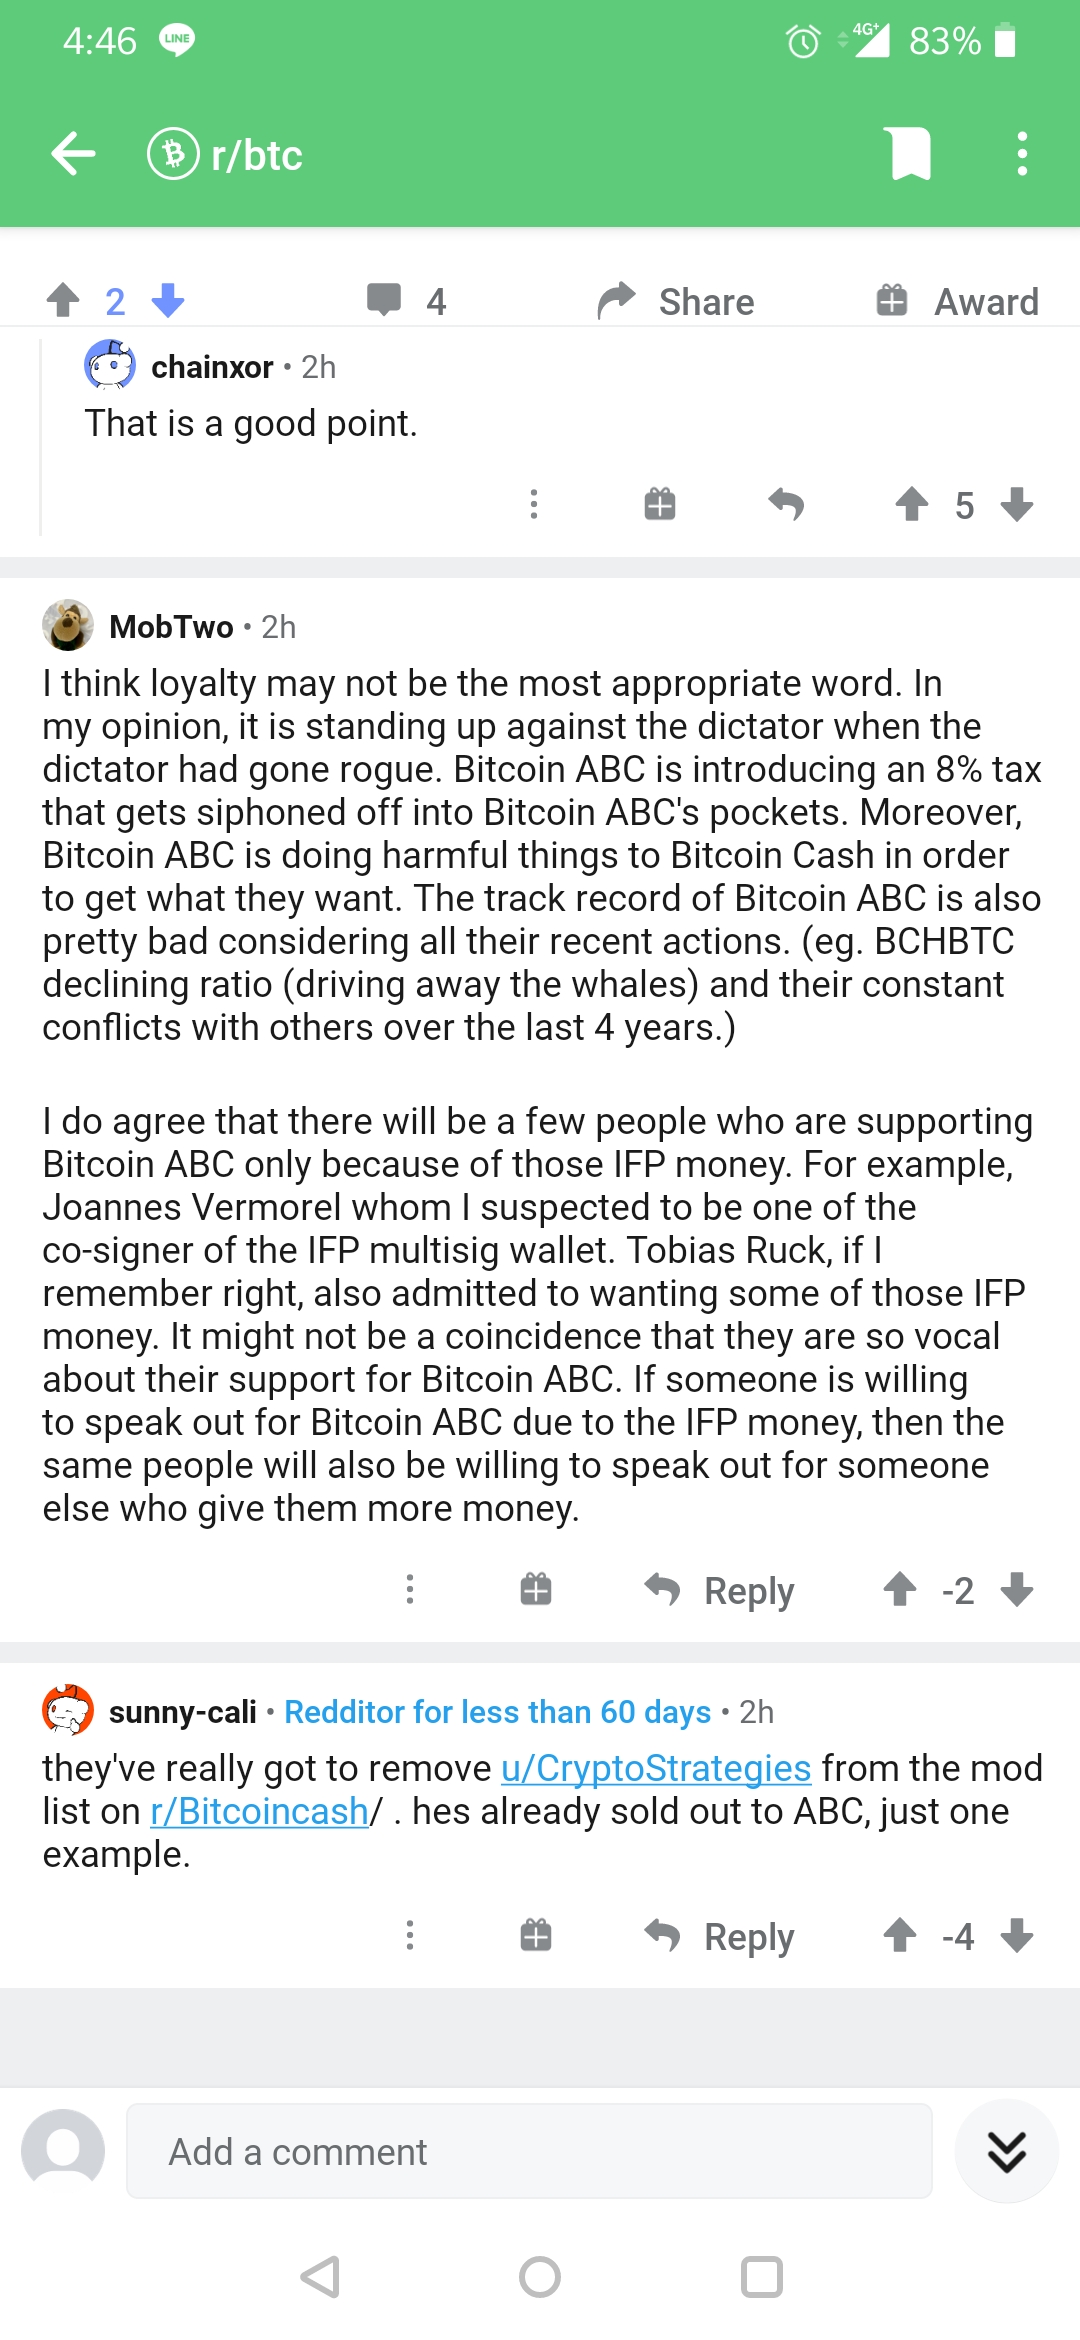 4:46 LINE 4G+ 83%
r/btc
2 4 Share Award
chainxor • 2h
That is a good point.
5
MobTwo • 2h
I think loyalty may not be the most appropriate word. In
my opinion, it is standing up against the dictator when the
dictator had gone rogue. Bitcoin ABC is introducing an 8% tax
that gets siphoned off into Bitcoin ABC's pockets. Moreover,
Bitcoin ABC is doing harmful things to Bitcoin Cash in order
to get what they want. The track record of Bitcoin ABC is also
pretty bad considering all their recent actions. (eg. BCHBTC
declining ratio (driving away the whales) and their constant
conflicts with others over the last 4 years.)
I do agree that there will be a few people who are supporting
Bitcoin ABC only because of those IFP money. For example,
Joannes Vermorel whom I suspected to be one of the
co-signer of the IFP multisig wallet. Tobias Ruck, if I
remember right, also admitted to wanting some of those IFP
money. It might not be a coincidence that they are so vocal
about their support for Bitcoin ABC. If someone is willing
to speak out for Bitcoin ABC due to the IFP money, then the
same people will also be willing to speak out for someone
else who give them more money.
Reply -2
sunny-cali • Redditor for less than 60 days • 2h
they've really got to remove u/CryptoStrategies from the mod
list on r/Bitcoincash/ . hes already sold out to ABC, just one
example.
Reply -4
Add a comment